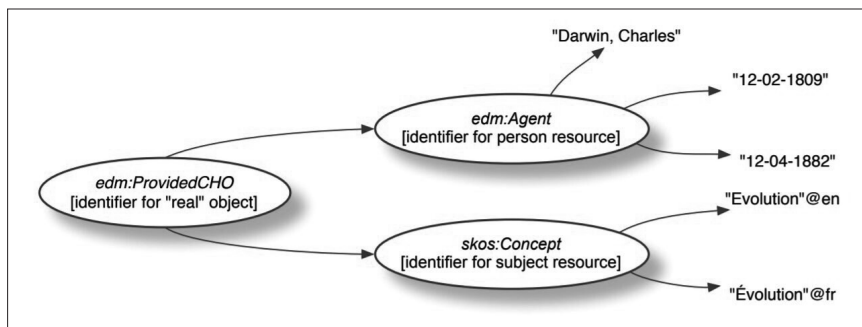 "Darwin, Charles"
"12-02-1809"
edm:Agent
[identifier for person resource]
"12-04-1882"
edm:ProvidedCHO
[identifier for "real" object]
"Evolution"@en
skos:Concept
[identifier for subject resource]
"Évolution"@fr